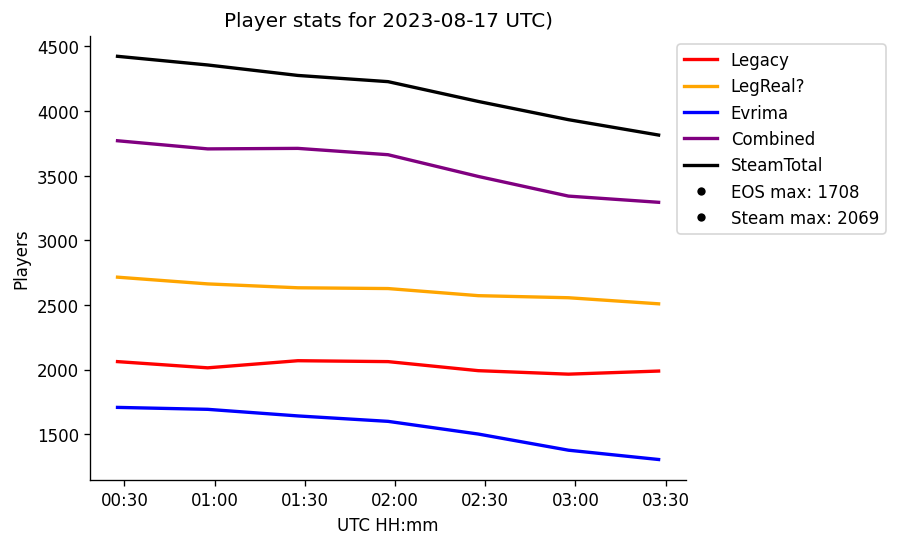 Player stats for 2023-08-17 UTC)
Players
4500
4000
3500
3000
2500
2000
1500
00:30 01:00 01:30 02:00 02:30 03:00 03:30
UTC HH:mm
Legacy
LegReal?
Evrima
Combined
SteamTotal
EOS max: 1708
Steam max: 2069